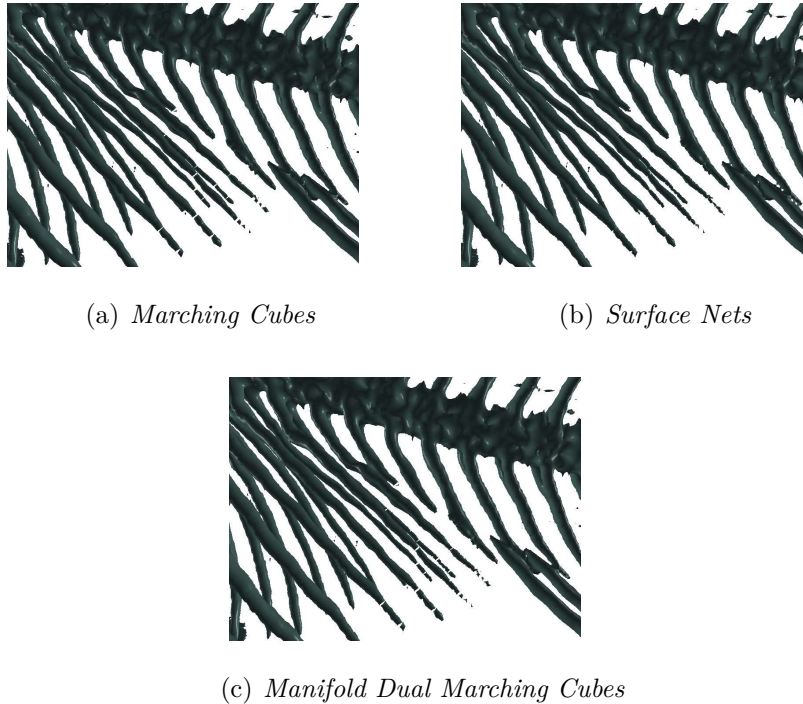 (a) Marching Cubes
(b) Surface Nets
(c) Manifold Dual Marching Cubes